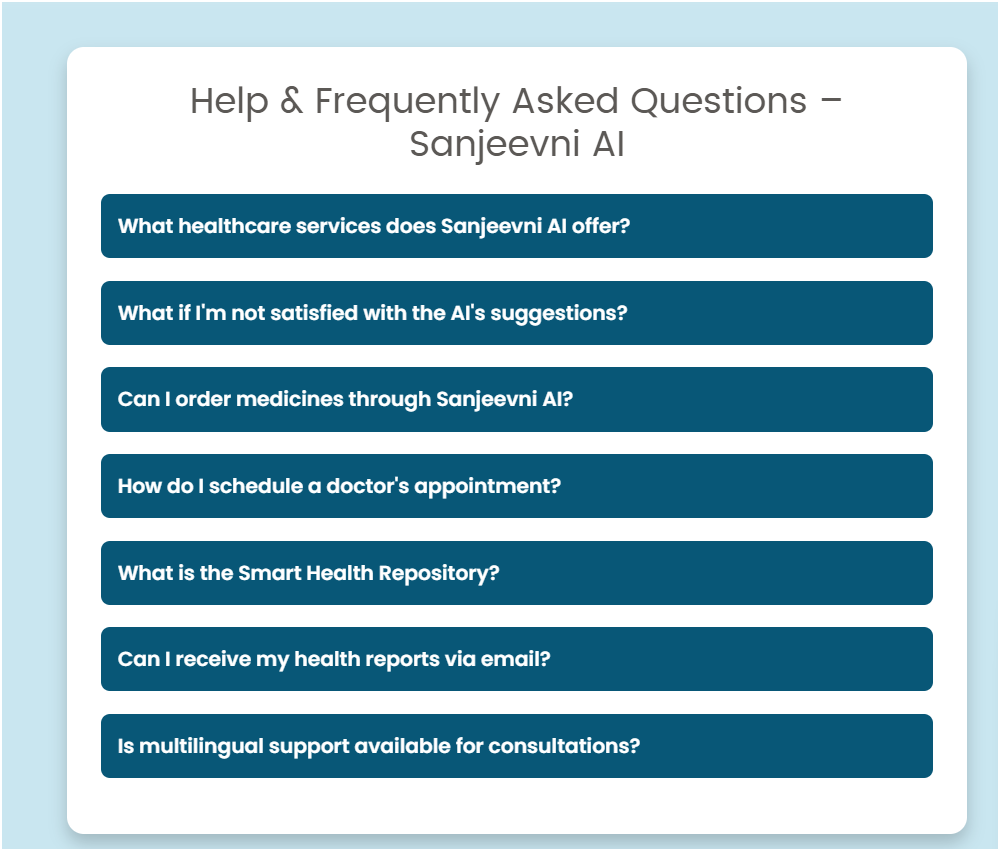 Help & Frequently Asked Questions –
Sanjeevni AI
What healthcare services does Sanjeevni AI offer?
What if I'm not satisfied with the AI's suggestions?
Can I order medicines through Sanjeevni AI?
How do I schedule a doctor's appointment?
What is the Smart Health Repository?
Can I receive my health reports via email?
Is multilingual support available for consultations?